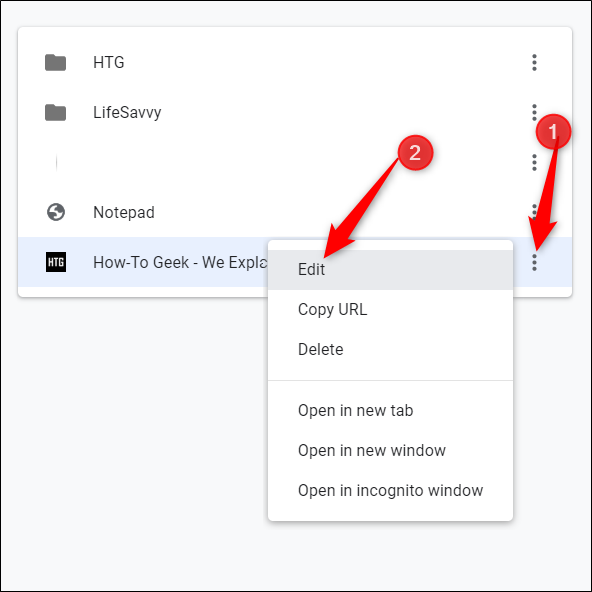 HTG
LifeSavvy
1
2
Notepad
HTG How-To Geek - We Expla
Edit
Copy URL
Delete
Open in new tab
Open in new window
Open in incognito window